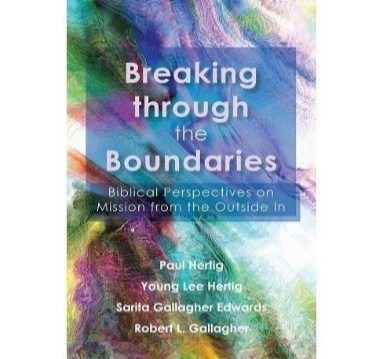 Breaking
through
the
Boundaries
Biblical Perspectives on
Mission from the Outside In
Paul Hertig
Young Lee Hertig
Sarita Gallagher Edwards
Robert L. Gallagher